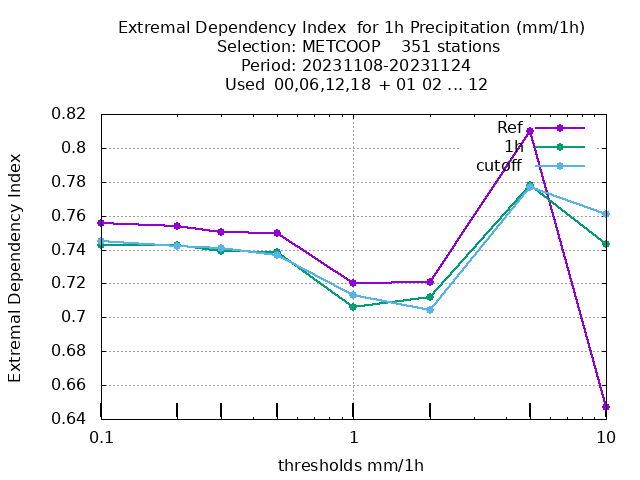 Extremal Dependency Index  for 1h Precipitation (mm/1h)
Selection: METCOOP    351 stations
Period: 20231108-20231124
Used  00,06,12,18 + 01 02 ... 12
Extremal Dependency Index
0.82
0.8
0.78
0.76
0.74
0.72
0.7
0.68
0.66
0.64
Ref
1h
cutoff
0.1
1
10
thresholds mm/1h